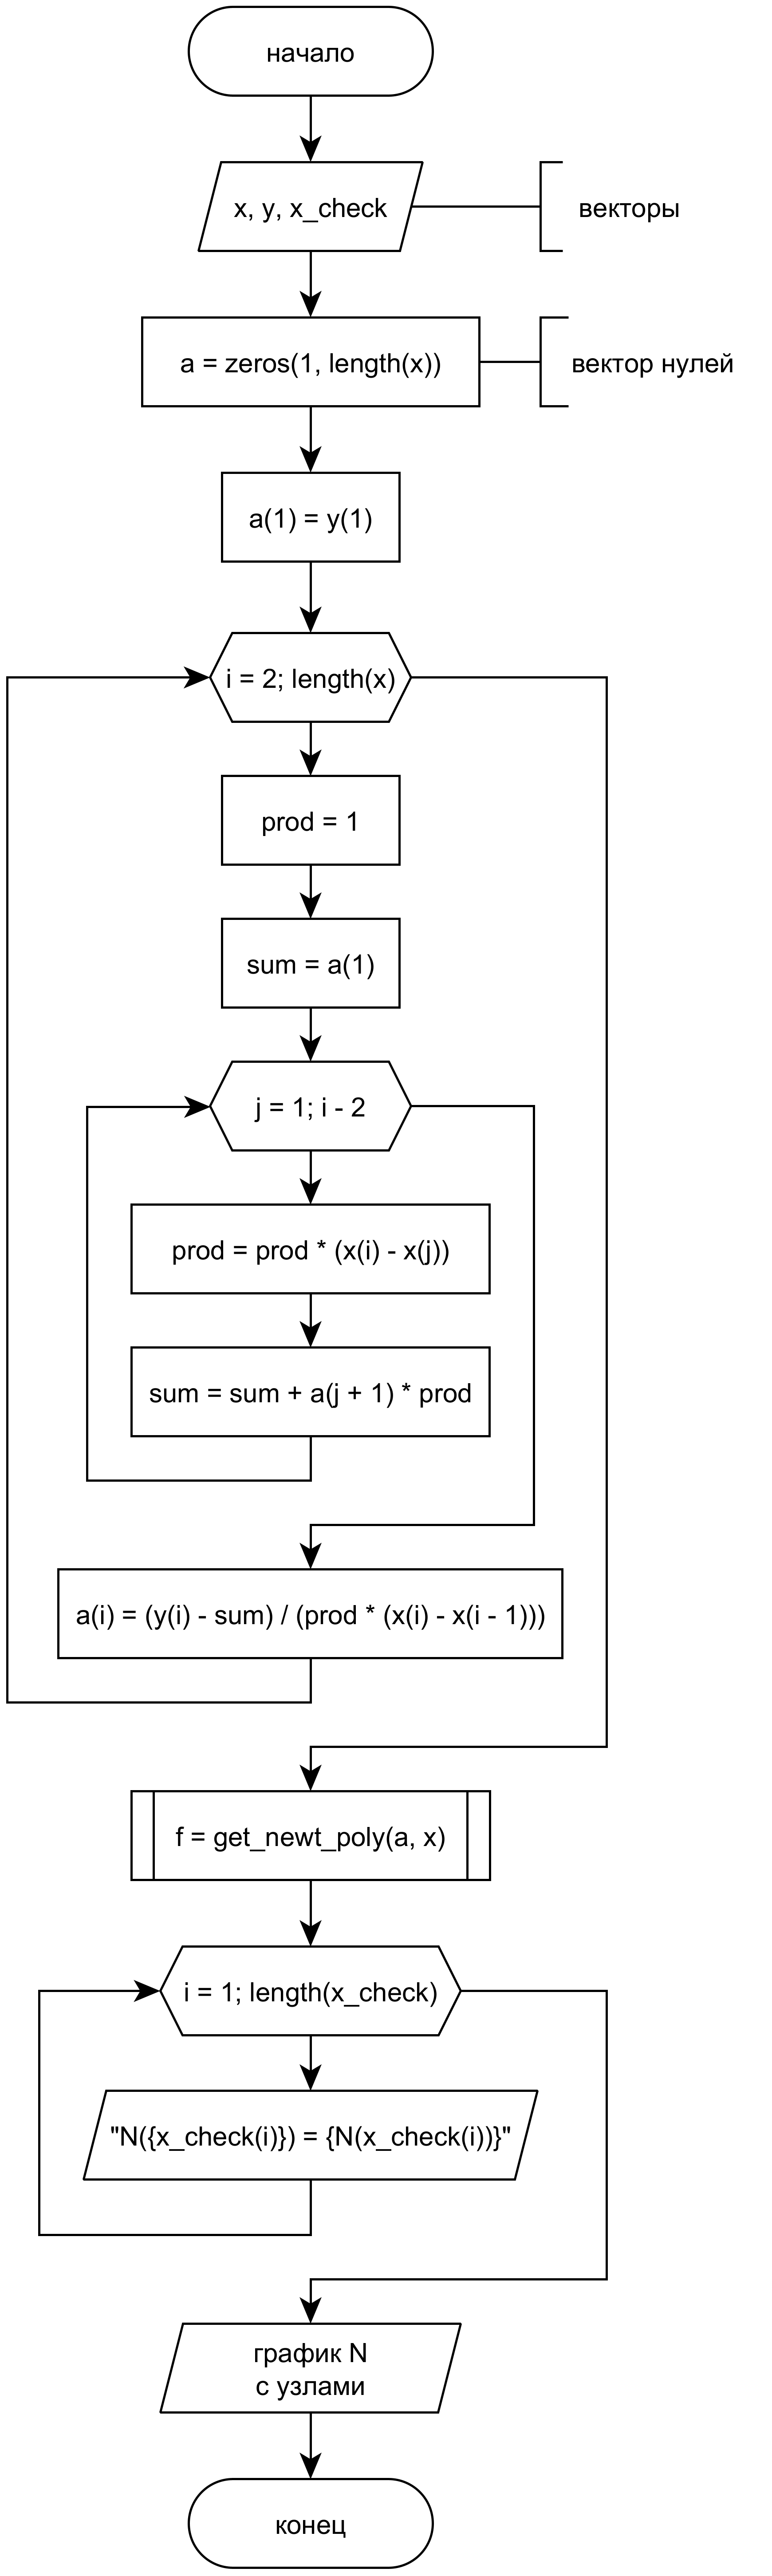 начало
x, y, x_check
векторы
a = zeros(1, length(x))
вектор нулей
a(1) = y(1)
i = 2; length(x)
prod = 1
sum = a(1)
j = 1; i - 2
prod = prod * (x(i) - x(j))
sum = sum + a(j + 1) * prod
a(i) = (y(i) - sum) / (prod * (x(i) - x(i - 1)))
f = get_newt_poly(a, x)
i = 1; length(x_check)
"N({x_check(i)}) = {N(x_check(i))}"
график N
с узлами
конец